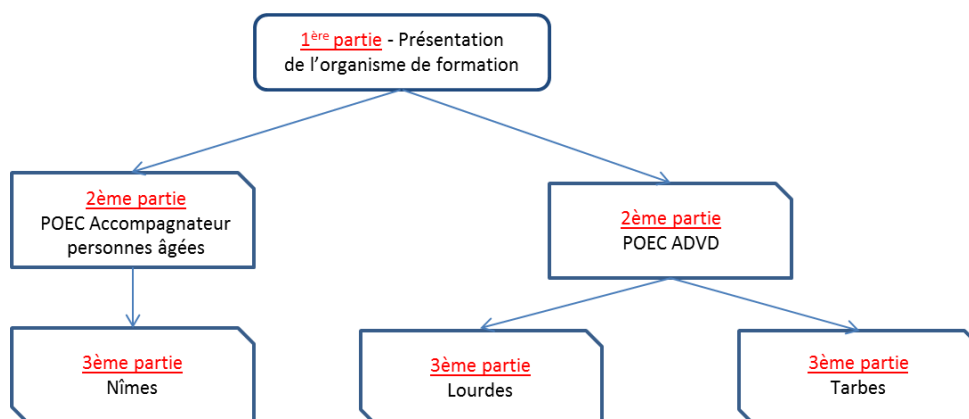 1ère partie - Présentation
de l’organisme de formation
2ème partie
POEC Accompagnateur
personnes âgées
2ème partie
POEC ADVD
3ème partie
Nîmes
3ème partie
Lourdes
3ème partie
Tarbes